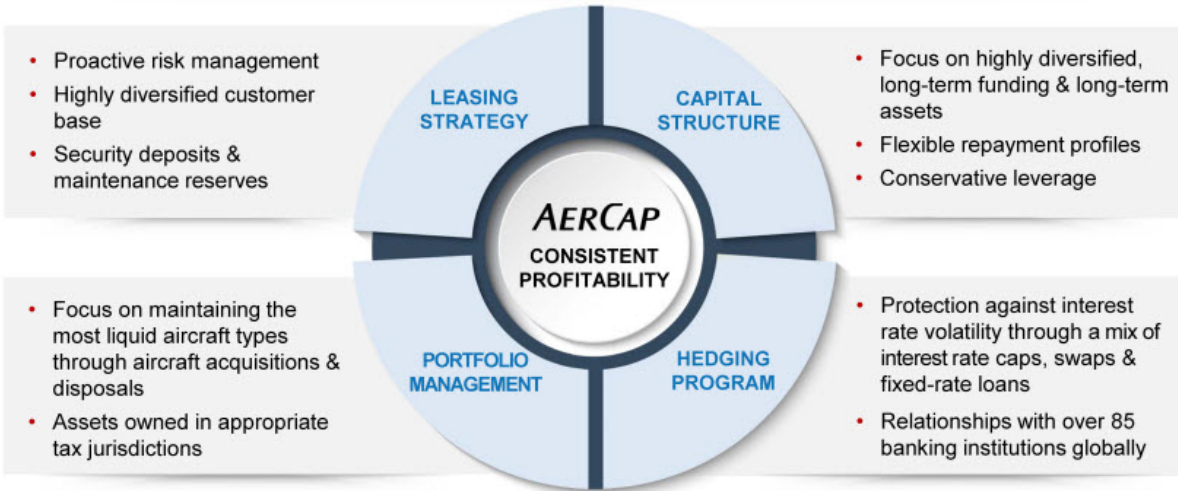 • Proactive risk management
• Highly diversified customer
base
• Security deposits &
maintenance reserves
LEASING
STRATEGY
CAPITAL
STRUCTURE
• Focus on highly diversified,
long-term funding & long-term
assets
• Flexible repayment profiles
• Conservative leverage
AERCAP
CONSISTENT
PROFITABILITY
• Focus on maintaining the
most liquid aircraft types
through aircraft acquisitions &
disposals
• Assets owned in appropriate
tax jurisdictions
PORTFOLIO
MANAGEMENT
HEDGING
PROGRAM
• Protection against interest
rate volatility through a mix of
interest rate caps, swaps &
fixed-rate loans
• Relationships with over 85
banking institutions globally